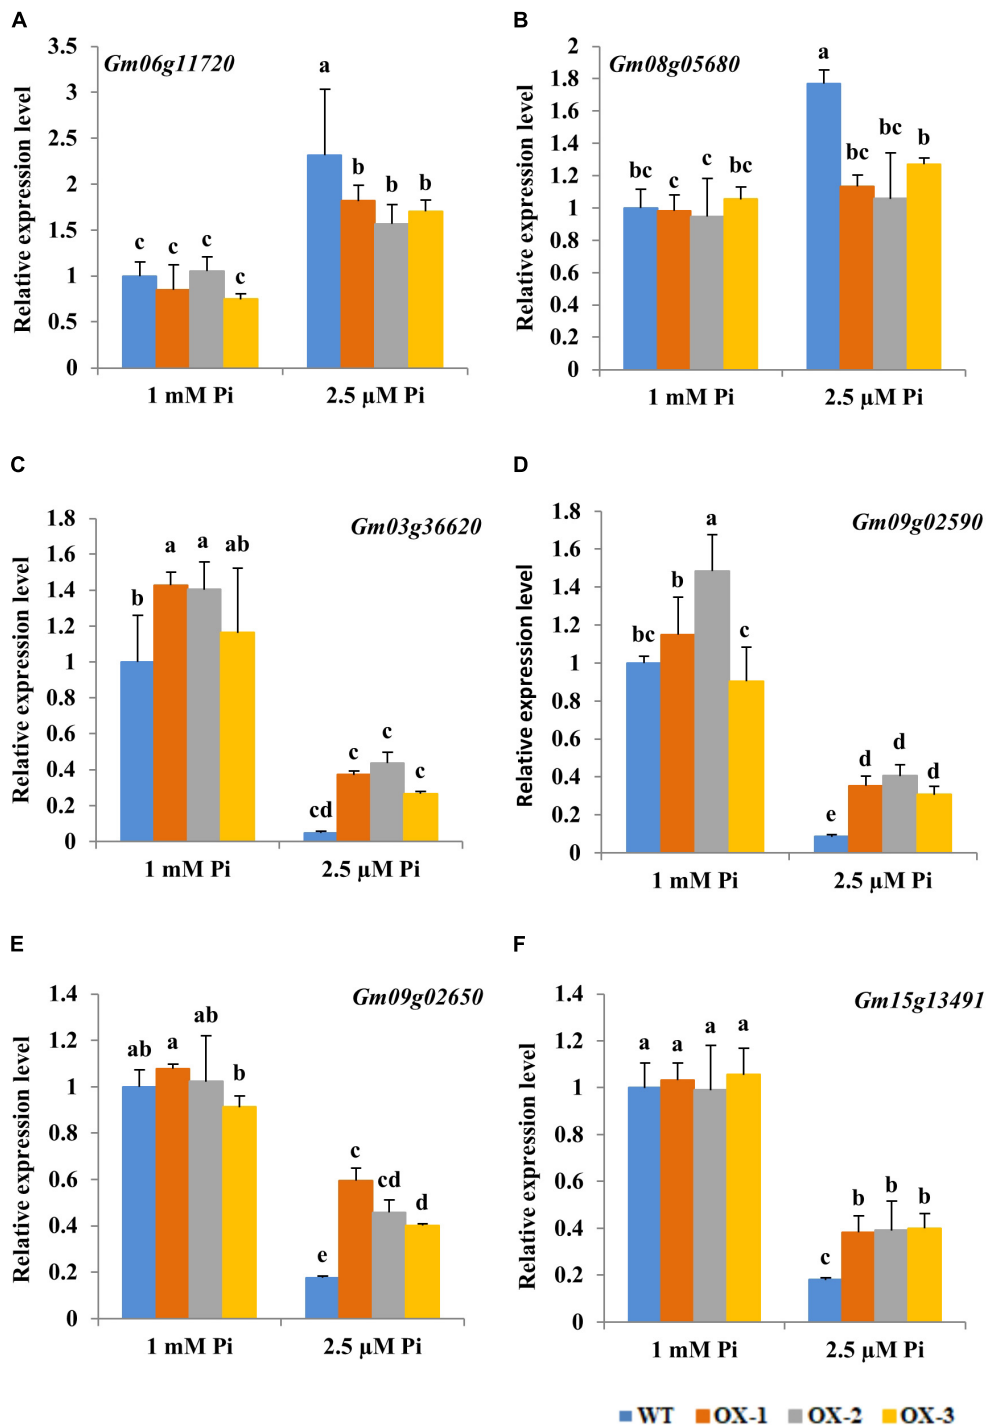 A
Gm06g11720
Relative expression level
3.5
3
2.5
2
1.5
1
0.5
0
c c c c
a b b b
1 mM Pi 2.5 μM Pi
B
Gm08g05680
Relative expression level
2
1.8
1.6
1.4
1.2
1
0.8
0.6
0.4
0.2
0
bc c c bc
a bc bc b
1 mM Pi 2.5 μM Pi
C
Gm03g36620
Relative expression level
1.8
1.6
1.4
1.2
1
0.8
0.6
0.4
0.2
0
b a a ab
cd c c c
1 mM Pi 2.5 μM Pi
D
Gm09g02590
Relative expression level
1.8
1.6
1.4
1.2
1
0.8
0.6
0.4
0.2
0
bc b a c
e d d d
1 mM Pi 2.5 μM Pi
E
Gm09g02650
Relative expression level
1.4
1.2
1
0.8
0.6
0.4
0.2
0
ab a ab b
e c cd d
1 mM Pi 2.5 μM Pi
F
Gm15g13491
Relative expression level
1.4
1.2
1
0.8
0.6
0.4
0.2
0
a a a a
c b b b
1 mM Pi 2.5 μM Pi
WT OX-1 OX-2 OX-3